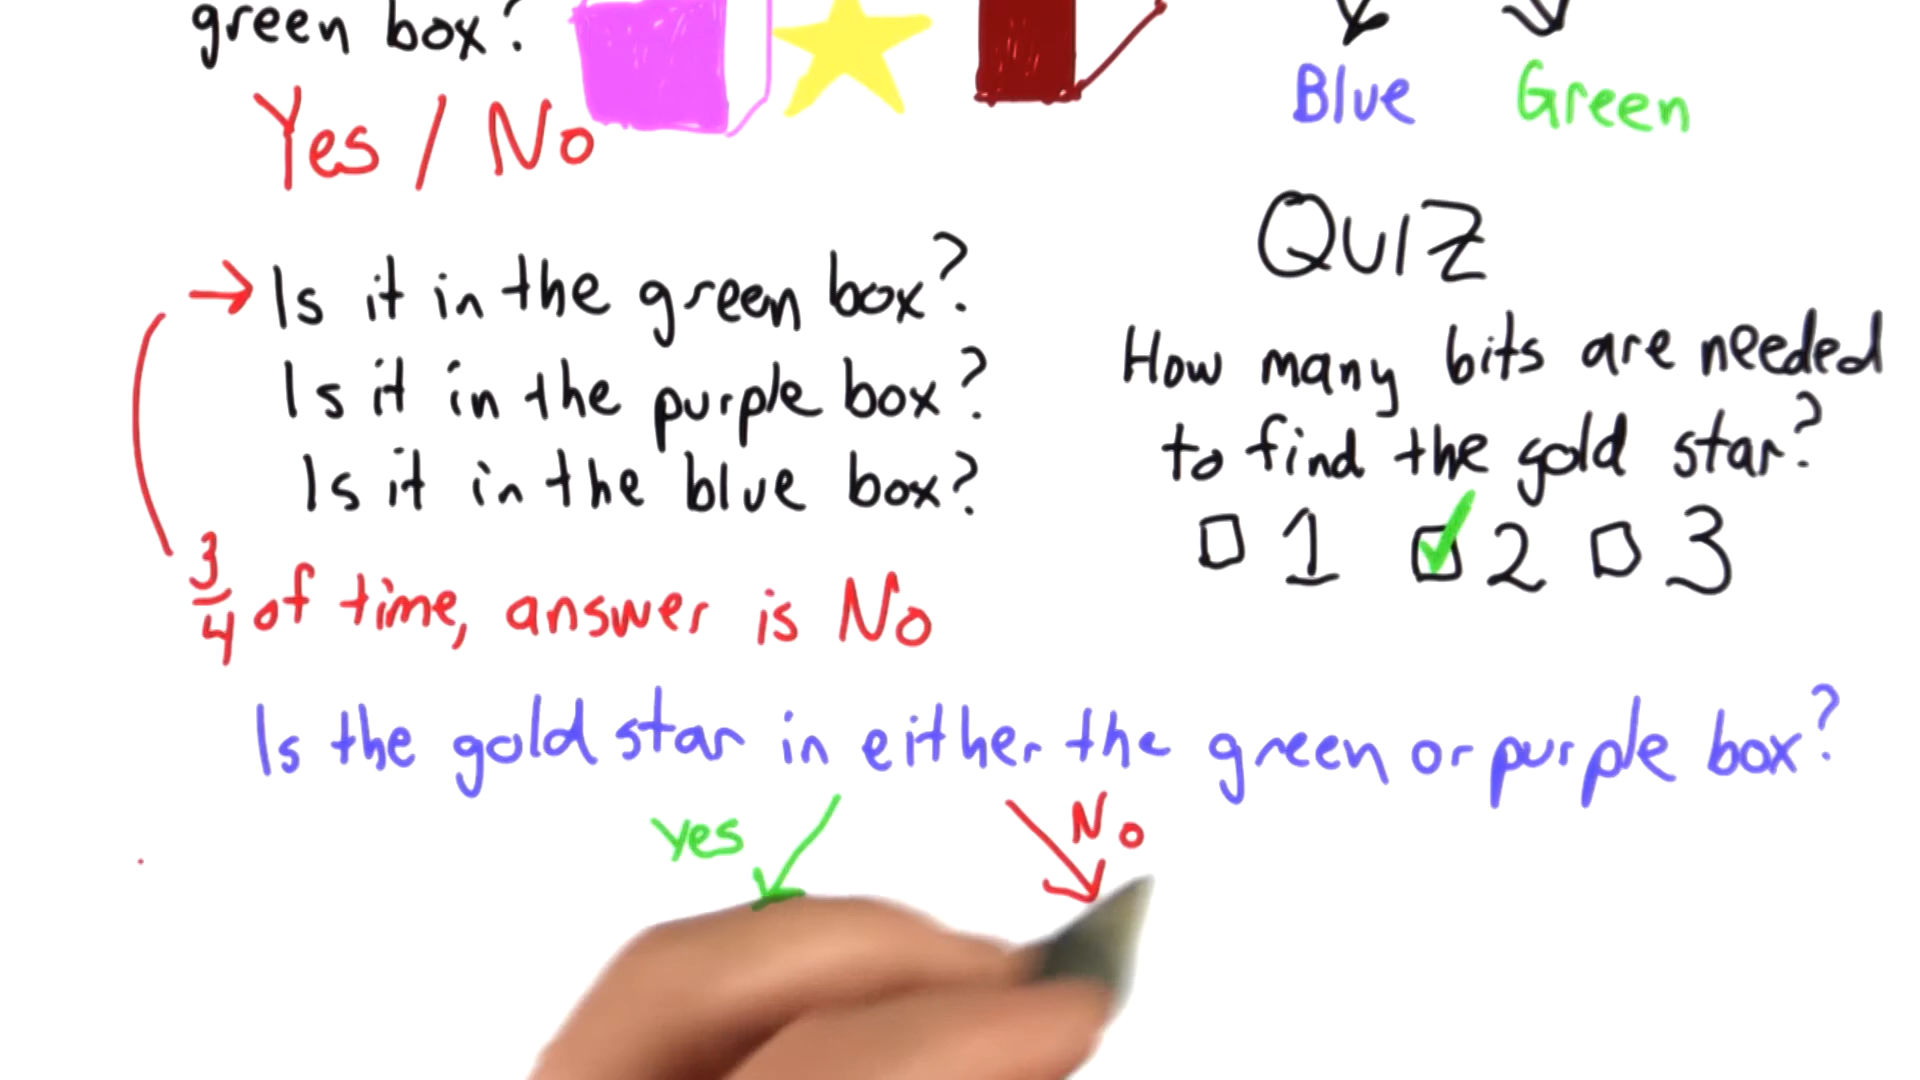 green box?
Yes / No
Blue
Green
QUIZ
Is it in the green box?
Is it in the purple box?
Is it in the blue box?
How many bits are needed
to find the gold star?
1 2 3
3/4 of time, answer is No
Is the gold star in either the green or purple box?
yes
No